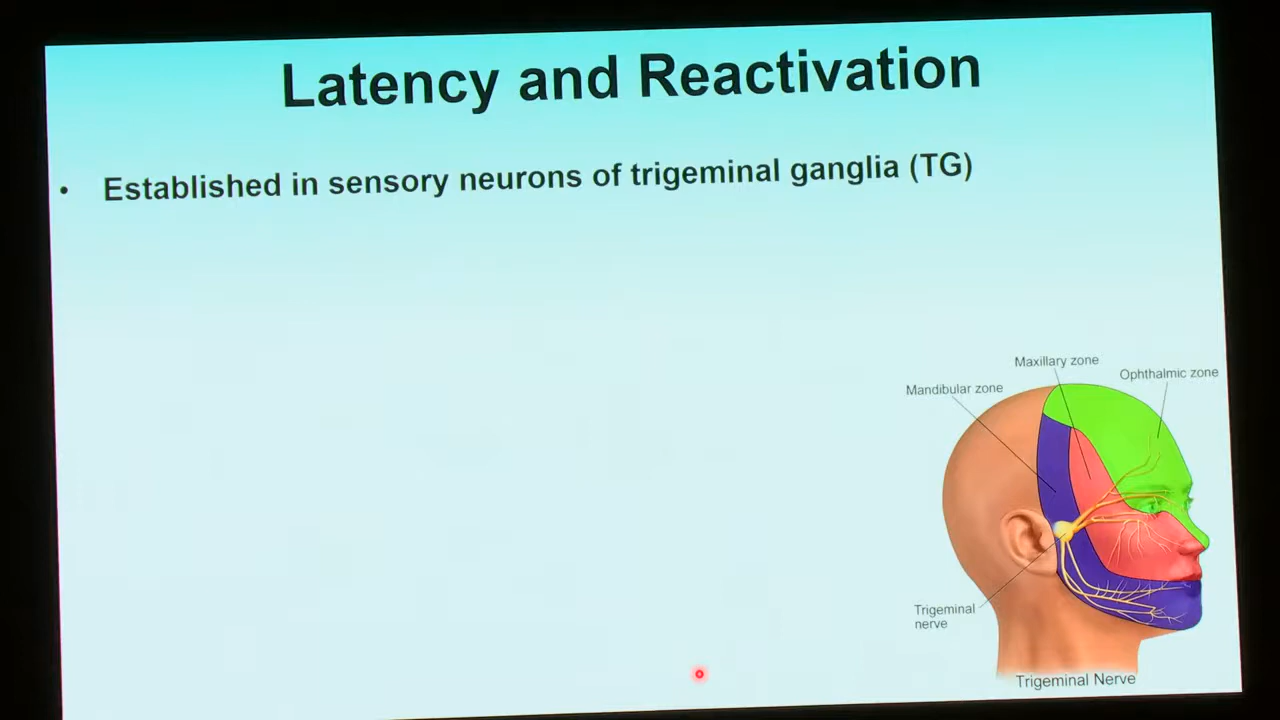 Latency and Reactivation
• Established in sensory neurons of trigeminal ganglia (TG)
Maxillary zone
Ophthalmic zone
Mandibular zone
Trigeminal
nerve
Trigeminal Nerve